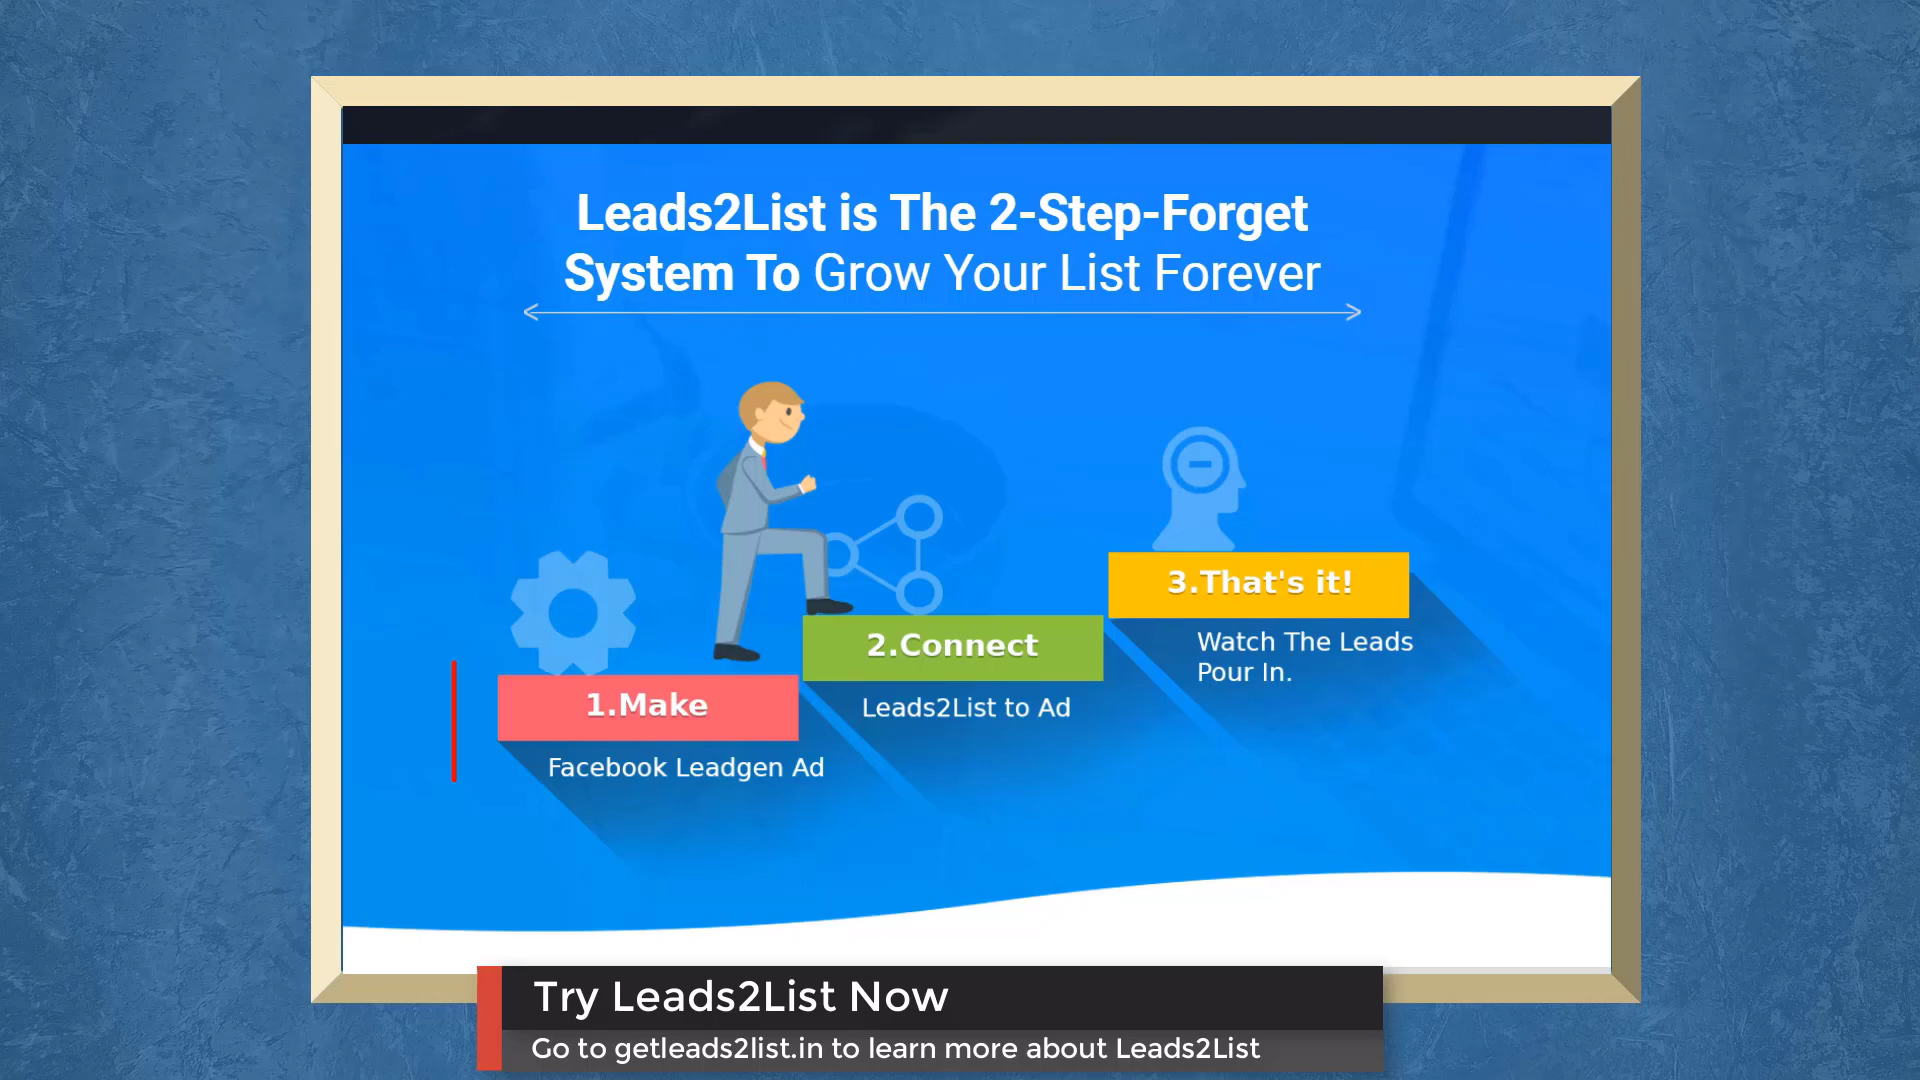 Leads2List is The 2-Step-Forget
System To Grow Your List Forever
1.Make
Facebook Leadgen Ad
2.Connect
Leads2List to Ad
3.That's it!
Watch The Leads
Pour In.
Try Leads2List Now
Go to getleads2list.in to learn more about Leads2List